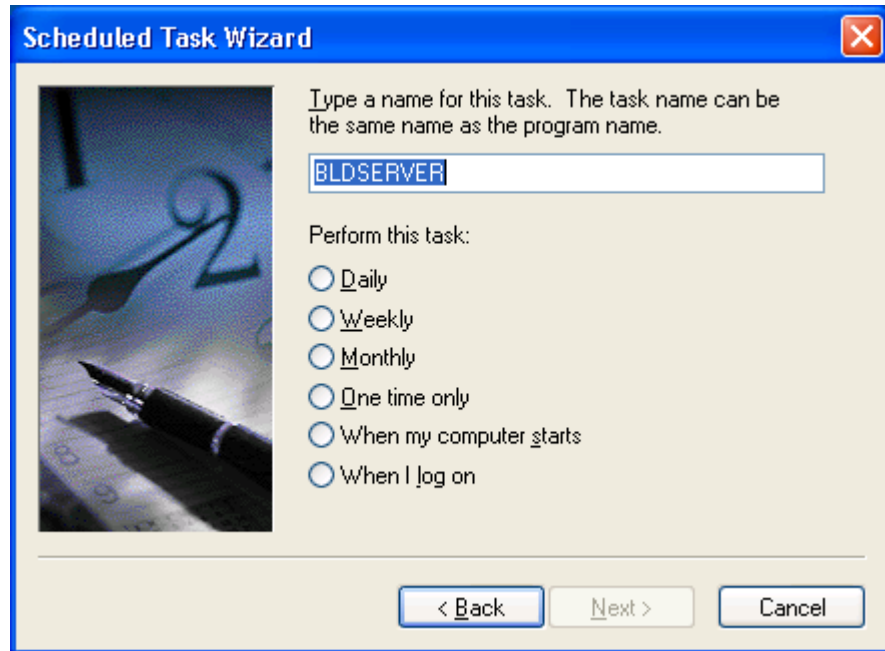 Scheduled Task Wizard
Type a name for this task. The task name can be
the same name as the program name.
BLDSERVER
Perform this task:
Daily
Weekly
Monthly
One time only
When my computer starts
When I log on
< Back
Next >
Cancel